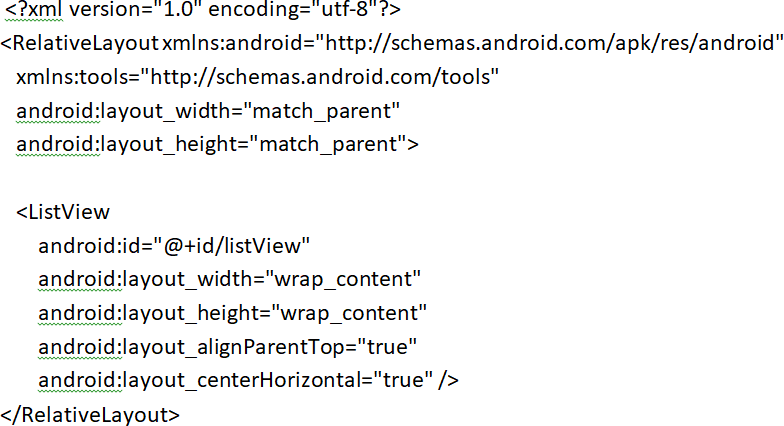 <?xml version="1.0" encoding="utf-8"?>
<RelativeLayout xmlns:android="http://schemas.android.com/apk/res/android"
xmlns:tools="http://schemas.android.com/tools"
android:layout_width="match_parent"
android:layout_height="match_parent">
<ListView
android:id="@+id/listView"
android:layout_width="wrap_content"
android:layout_height="wrap_content"
android:layout_alignParentTop="true"
android:layout_centerHorizontal="true" />
</RelativeLayout>